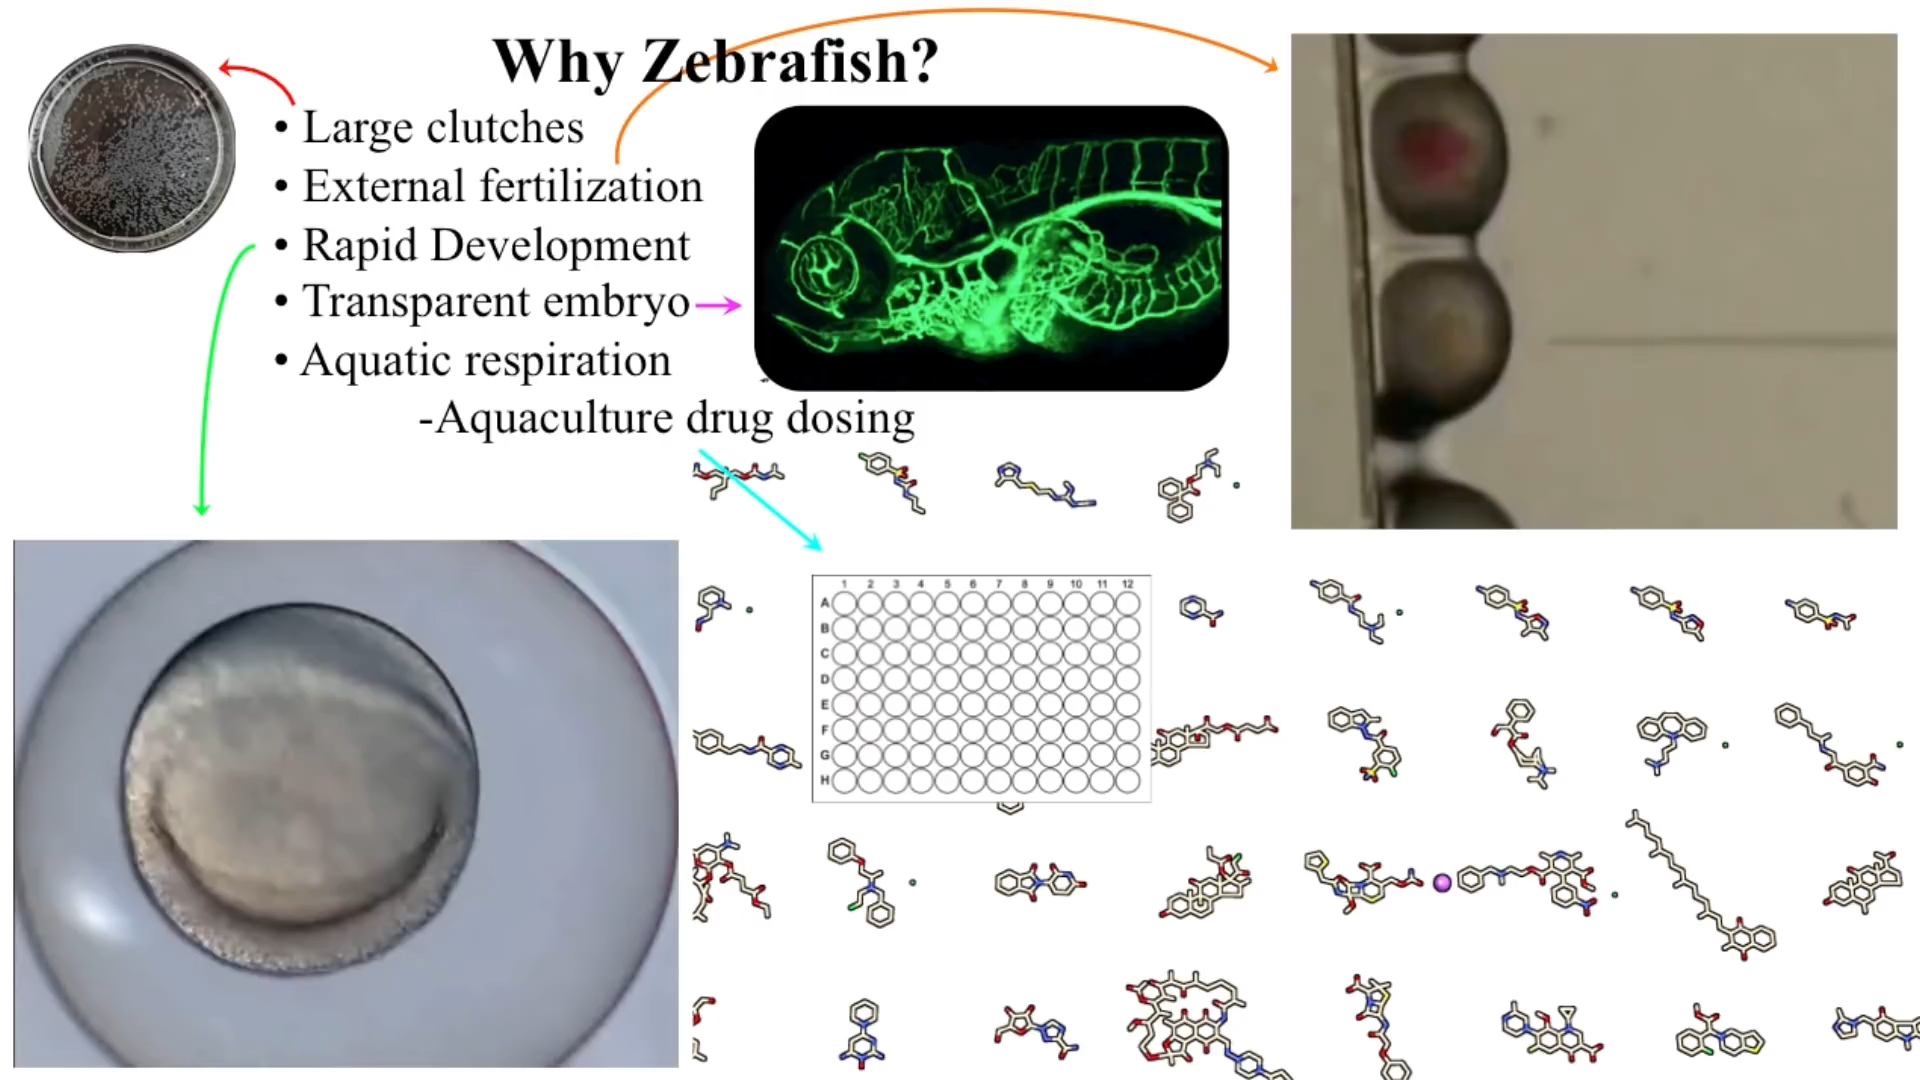 Why Zebrafish?
• Large clutches
• External fertilization
• Rapid Development
• Transparent embryo
• Aquatic respiration
-Aquaculture drug dosing
1 2 3 4 5 6 7 8 9 10 11 12
A
B
C
D
E
F
G
H